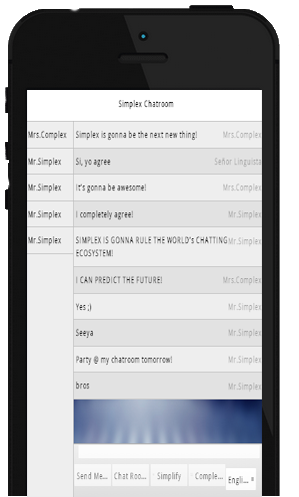 Simplex Chatroom
Mrs.Complex Simplex is gonna be the next new thing! Mrs.Complex
Mr.Simplex Si, yo agree Señor Linguists
Mr.Simplex It's gonna be awesome! Mrs.Complex
Mr.Simplex I completely agree! Mr.Simplex
Mr.Simplex SIMPLEX IS GONNA RULE THE WORLD's CHATTING Mr.Simplex
ECOSYSTEM!
I CAN PREDICT THE FUTURE! Mrs.Complex
Yes ;) Mr.Simplex
Seeya Mr.Simplex
Party @ my chatroom tomorrow! Mr.Simplex
bros Mr.Simplex
Send Me... Chat Roo... Simplify Comple... Engli...